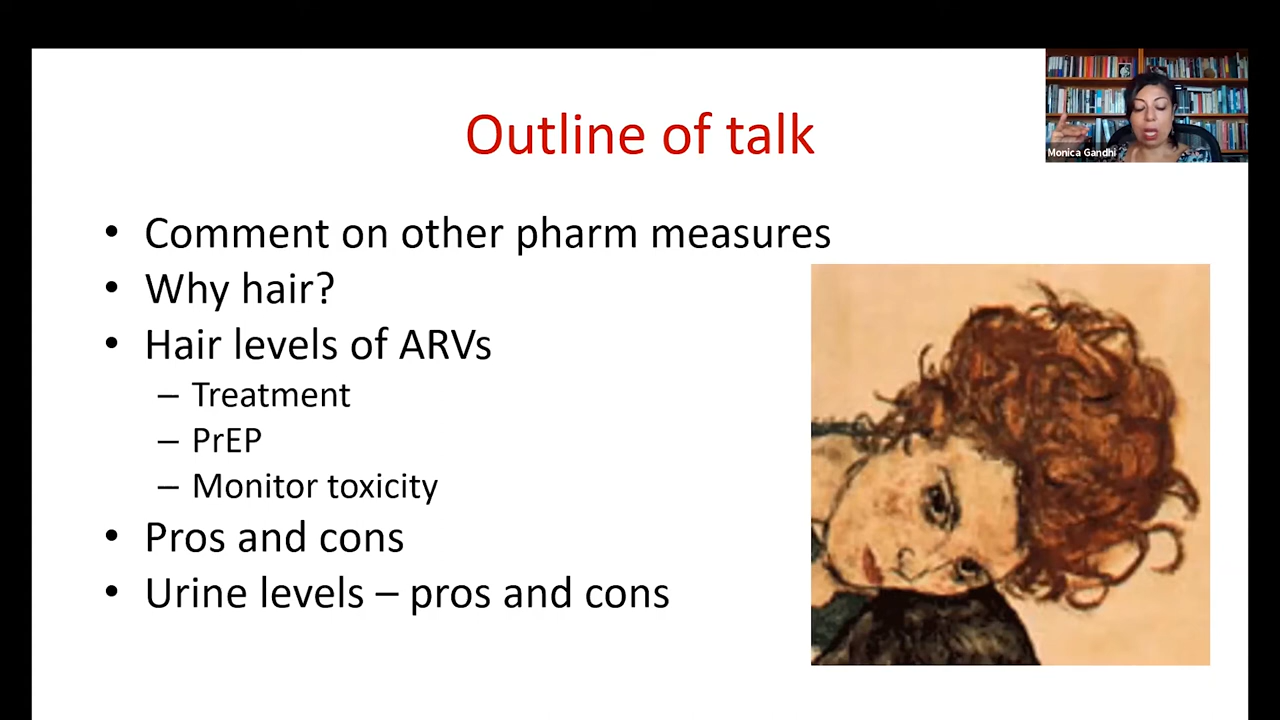 Outline of talk
Monica Gandhi
• Comment on other pharm measures
• Why hair?
• Hair levels of ARVs
– Treatment
– PrEP
– Monitor toxicity
• Pros and cons
• Urine levels – pros and cons